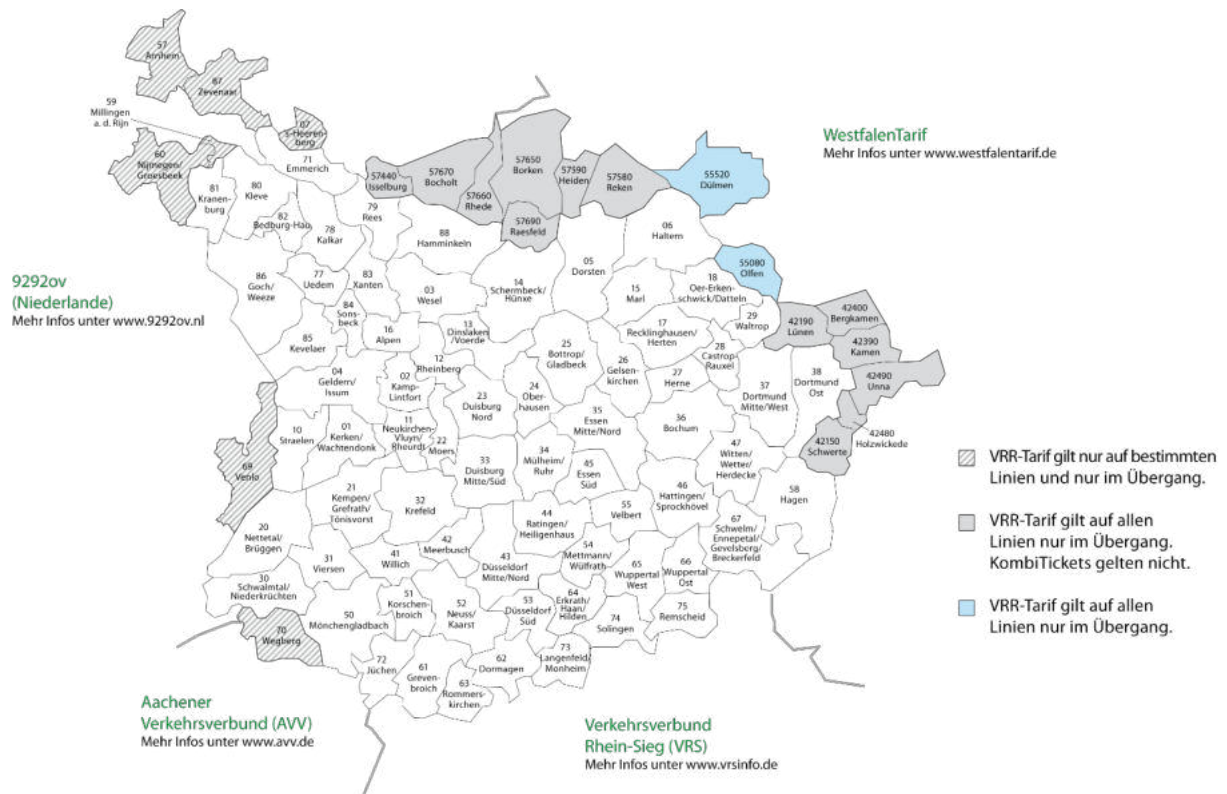 57
Arnhem
87
Zevenaar
59
Millingen
a. d. Rijn
07
's-Heeren-
berg
60
Nijmegen/
Groesbeek
71
Emmerich
WestfalenTarif
Mehr Infos unter www.westfalentarif.de
57440
Isselburg
57670
Bocholt
57660
Rhede
57650
Borken
57590
Heiden
57580
Reken
55520
Dülmen
57690
Raesfeld
81
Kranen-
burg
80
Kleve
82
Bedburg-Hau
79
Rees
78
Kalkar
88
Hamminkeln
06
Haltern
05
Dorsten
55080
Olfen
9292ov
(Niederlande)
Mehr Infos unter www.9292ov.nl
86
Goch/
Weeze
77
Uedem
83
Xanten
03
Wesel
14
Schermbeck/
Hünxe
15
Marl
18
Oer-Erken-
schwick/Datteln
84
Sons-
beck
16
Alpen
13
Dinslaken
/Voerde
17
Recklinghausen/
Herten
29
Waltrop
42190
Lünen
42400
Bergkamen
42390
Kamen
42490
Unna
85
Kevelaer
12
Rheinberg
25
Bottrop/
Gladbeck
26
Gelsen-
kirchen
28
Castrop-
Rauxel
27
Herne
04
Geldern/
Issum
02
Kamp-
Lintfort
23
Duisburg
Nord
24
Ober-
hausen
37
Dortmund
Mitte/West
38
Dortmund
Ost
10
Straelen
01
Kerken/
Wachtendonk
11
Neukirchen-
Vluyn/
Rheurdt
22
Moers
35
Essen
Mitte/Nord
36
Bochum
42150
Schwerte
42480
Holzwickede
69
Venlo
33
Duisburg
Mitte/Süd
34
Mülheim/
Ruhr
45
Essen
Süd
47
Witten/
Wetter/
Herdecke
VRR-Tarif gilt nur auf bestimmten
Linien und nur im Übergang.
21
Kempen/
Grefrath/
Tönisvorst
32
Krefeld
46
Hattingen/
Sprockhövel
58
Hagen
44
Ratingen/
Heiligenhaus
55
Velbert
VRR-Tarif gilt auf allen
Linien nur im Übergang.
KombiTickets gelten nicht.
20
Nettetal/
Brüggen
31
Viersen
41
Willich
42
Meerbusch
43
Düsseldorf
Mitte/Nord
54
Mettmann/
Wülfrath
65
Wuppertal
West
66
Wuppertal
Ost
67
Schwelm/
Ennepetal/
Gevelsberg/
Breckerfeld
30
Schwalmtal/
Niederkrüchten
51
Korschen-
broich
52
Neuss/
Kaarst
53
Düsseldorf
Süd
64
Erkrath/
Haan/
Hilden
74
Solingen
75
Remscheid
VRR-Tarif gilt auf allen
Linien nur im Übergang.
70
Wegberg
50
Mönchengladbach
72
Jüchen
61
Greven-
broich
63
Rommers-
kirchen
62
Dormagen
73
Langenfeld/
Monheim
Aachener
Verkehrsverbund (AVV)
Mehr Infos unter www.avv.de
Verkehrsverbund
Rhein-Sieg (VRS)
Mehr Infos unter www.vrsinfo.de